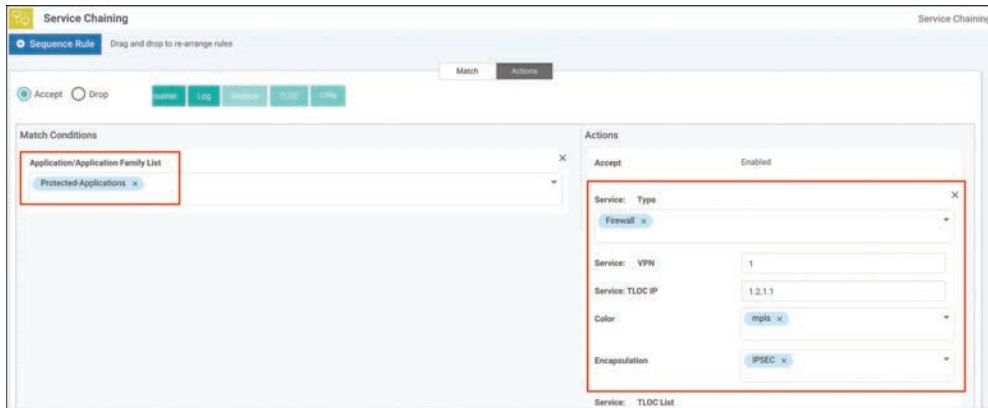 Service Chaining
Service Chaining
Sequence Rule Drag and drop to re-arrange rules
Match Actions
Accept Drop ounter Log Service TLOC VPN
Match Conditions
Actions
Application/Application Family List ×
Protected-Applications ×
Accept Enabled
Service: Type ×
Firewall ×
Service: VPN 1
Service: TLOC IP 1.2.1.1
Color mpls ×
Encapsulation IPSEC ×
Service: TLOC List